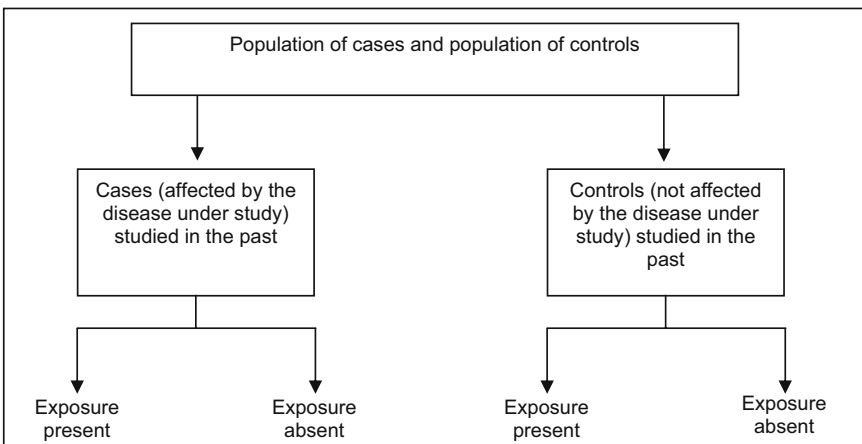 Population of cases and population of controls
Cases (affected by the
disease under study)
studied in the past
Controls (not affected
by the disease under
study) studied in the
past
Exposure
present
Exposure
absent
Exposure
present
Exposure
absent